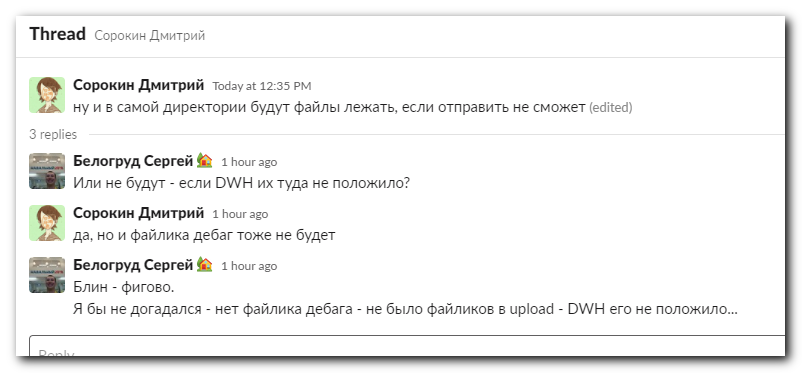 Thread Сорокин Дмитрий
Сорокин Дмитрий Today at 12:35 PM
ну и в самой директории будут файлы лежать, если отправить не сможет (edited)
3 replies
Белогруд Сергей 1 hour ago
Или не будут - если DWH их туда не положило?
Сорокин Дмитрий 1 hour ago
да, но и файлика дебаг тоже не будет
Белогруд Сергей 1 hour ago
Блин - фигово.
Я бы не догадался - нет файлика дебага - не было файликов в upload - DWH его не положило...
Reply